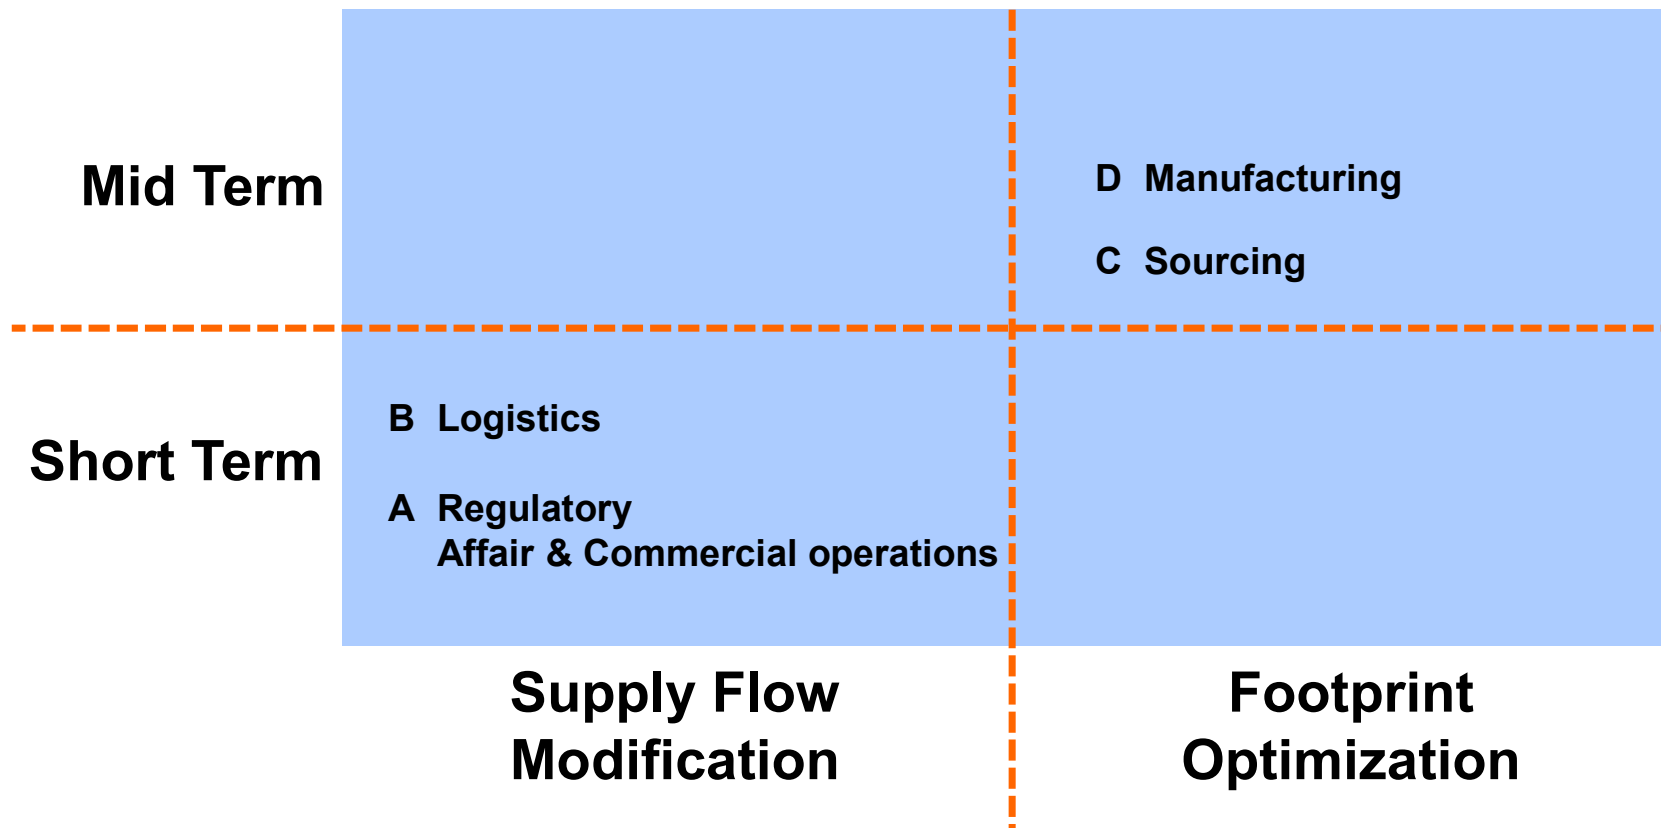 Mid Term
D Manufacturing
C Sourcing
Short Term
B Logistics
A Regulatory
Affair & Commercial operations
Supply Flow
Modification
Footprint
Optimization